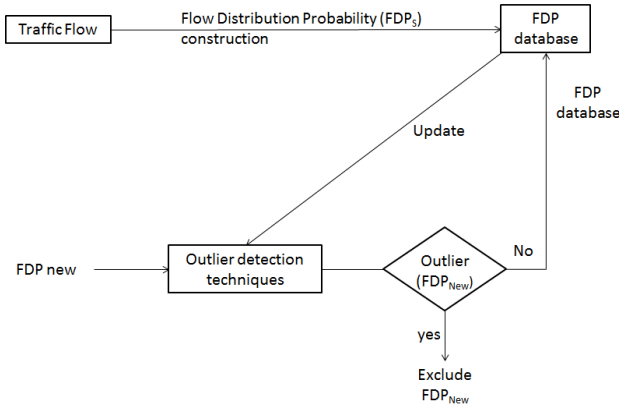 Traffic Flow
Flow Distribution Probability (FDPS)
construction
FDP
database
FDP
database
Update
FDP new
Outlier detection
techniques
Outlier
(FDPNew)
No
yes
Exclude
FDPNew